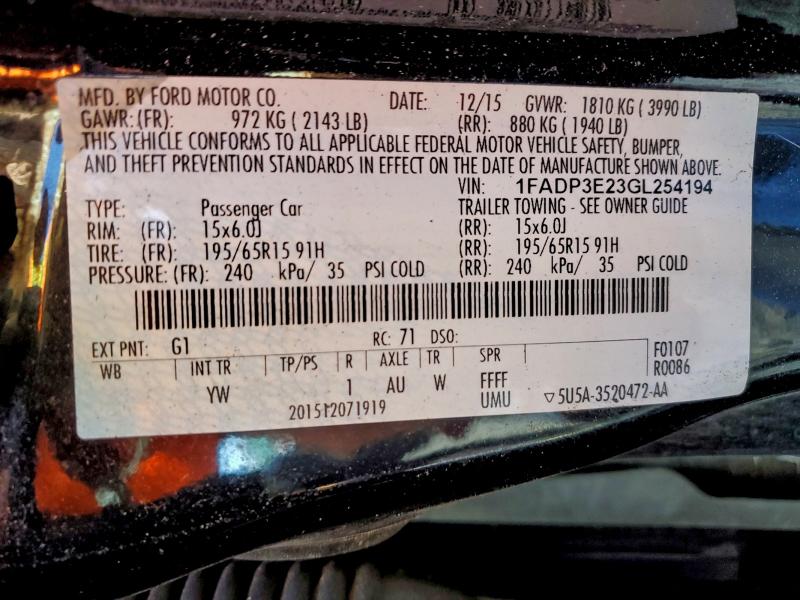 MFD. BY FORD MOTOR CO. DATE: 12/15 GVWR: 1810 KG ( 3990 LB)
GAWR: (FR): 972 KG ( 2143 LB) (RR): 880 KG ( 1940 LB)
THIS VEHICLE CONFORMS TO ALL APPLICABLE FEDERAL MOTOR VEHICLE SAFETY, BUMPER,
AND THEFT PREVENTION STANDARDS IN EFFECT ON THE DATE OF MANUFACTURE SHOWN ABOVE.
VIN: 1FADP3E23GL254194
TYPE: Passenger Car TRAILER TOWING - SEE OWNER GUIDE
RIM: (FR): 15x6.0J (RR): 15x6.0J
TIRE: (FR): 195/65R15 91H (RR): 195/65R15 91H
PRESSURE: (FR): 240 kPa/ 35 PSI COLD (RR): 240 kPa/ 35 PSI COLD
EXT PNT: G1 RC: 71 DSO:
WB INT TR TP/PS R AXLE TR SPR F0107
R0086
YW 1 AU W FFFF
UMU
201512071919 ▽5U5A-3520472-AA